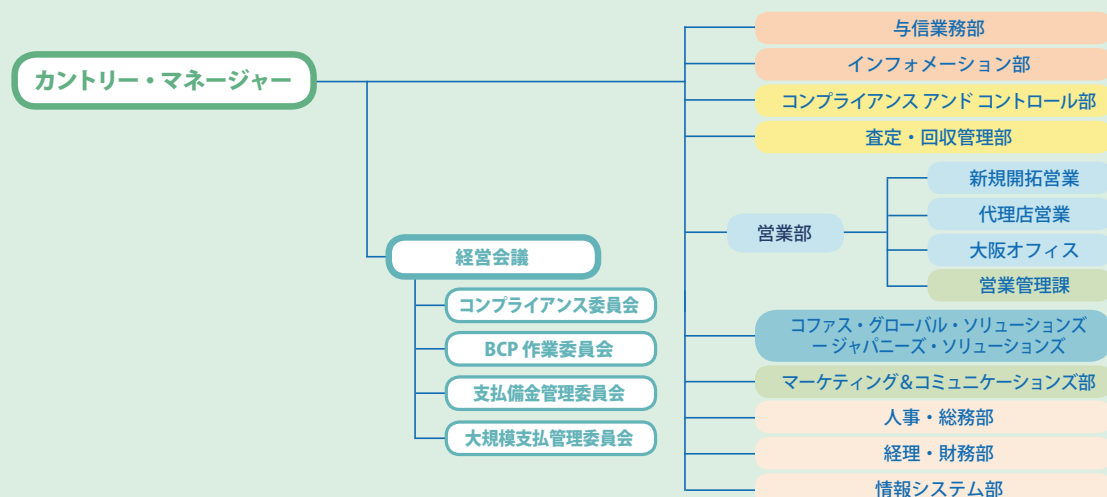 カントリー・マネージャー
経営会議
コンプライアンス委員会
BCP 作業委員会
支払備金管理委員会
大規模支払管理委員会
与信業務部
インフォメーション部
コンプライアンス アンド コントロール部
査定・回収管理部
営業部
新規開拓営業
代理店営業
大阪オフィス
営業管理課
コファス・グローバル・ソリューションズ
ー ジャパニーズ・ソリューションズ
マーケティング&コミュニケーションズ部
人事・総務部
経理・財務部
情報システム部